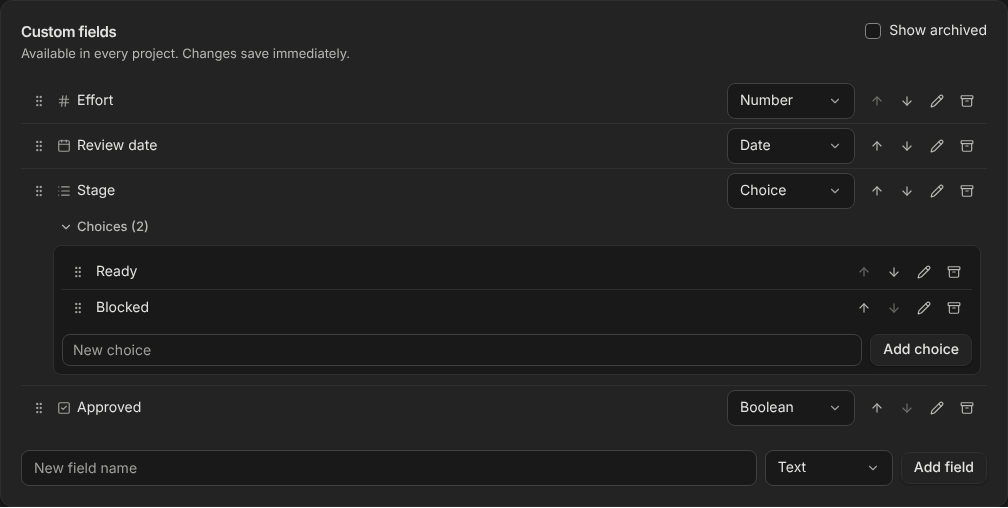 Custom fields
Show archived
Available in every project. Changes save immediately.
Effort
Number
Review date
Date
Stage
Choice
Choices (2)
Ready
Blocked
New choice
Add choice
Approved
Boolean
New field name
Text
Add field